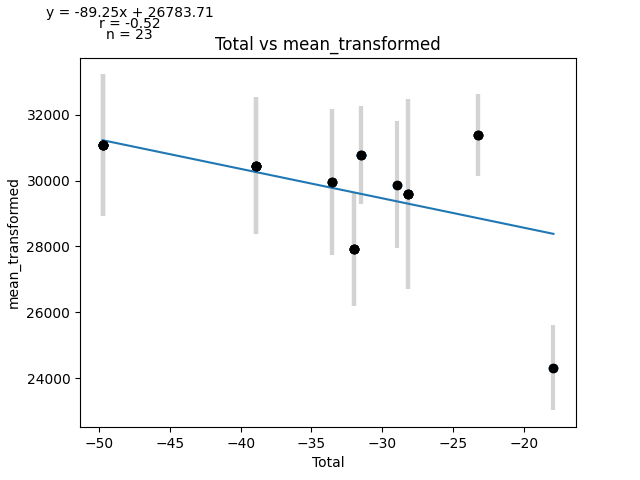 y = -89.25x + 26783.71
r = -0.52
n = 23
Total vs mean_transformed
mean_transformed
32000
30000
28000
26000
24000
−50
−45
−40
−35
−30
−25
−20
Total